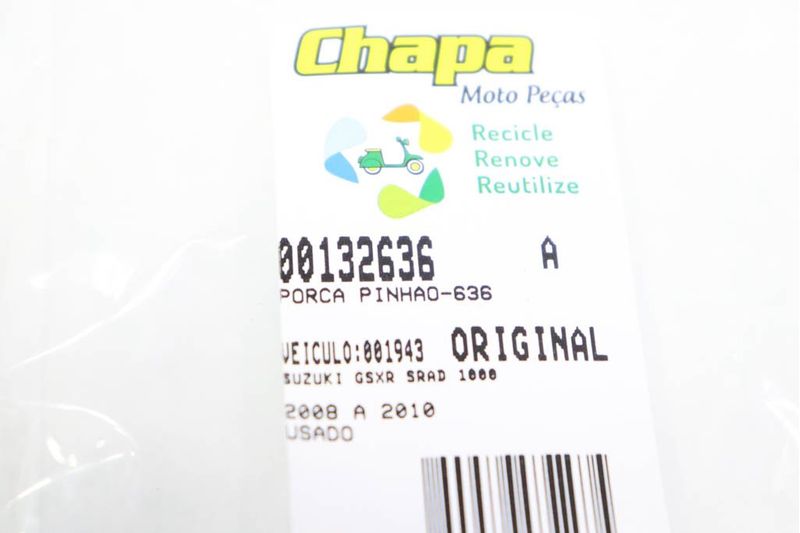 Chapa
Moto Peças
Recicle
Renove
Reutilize
00132636 A
PORCA PINHAO-636
VEICULO:001943 ORIGINAL
SUZUKI GSXR SRAD 1000
2008 A 2010
USADO